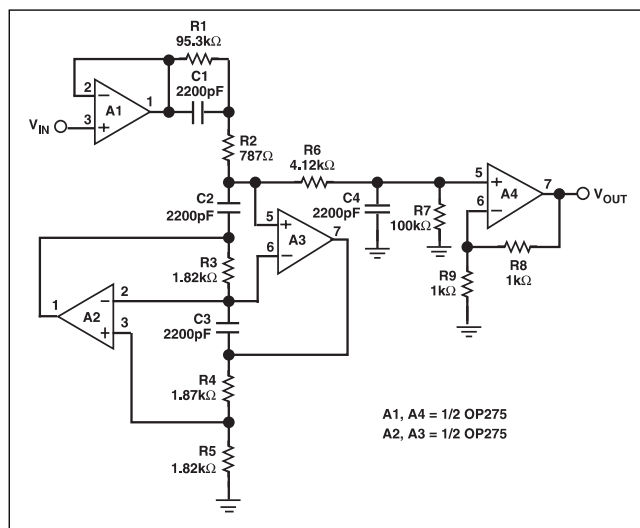 R1
95.3kΩ
C1
2200pF
2
3
1
A1
VIN
R2
787Ω
R6
4.12kΩ
C2
2200pF
C4
2200pF
R7
100kΩ
5
6
7
A4
VOUT
R8
1kΩ
R9
1kΩ
5
6
7
A3
R3
1.82kΩ
1
2
3
A2
C3
2200pF
R4
1.87kΩ
R5
1.82kΩ
A1, A4 = 1/2 OP275
A2, A3 = 1/2 OP275